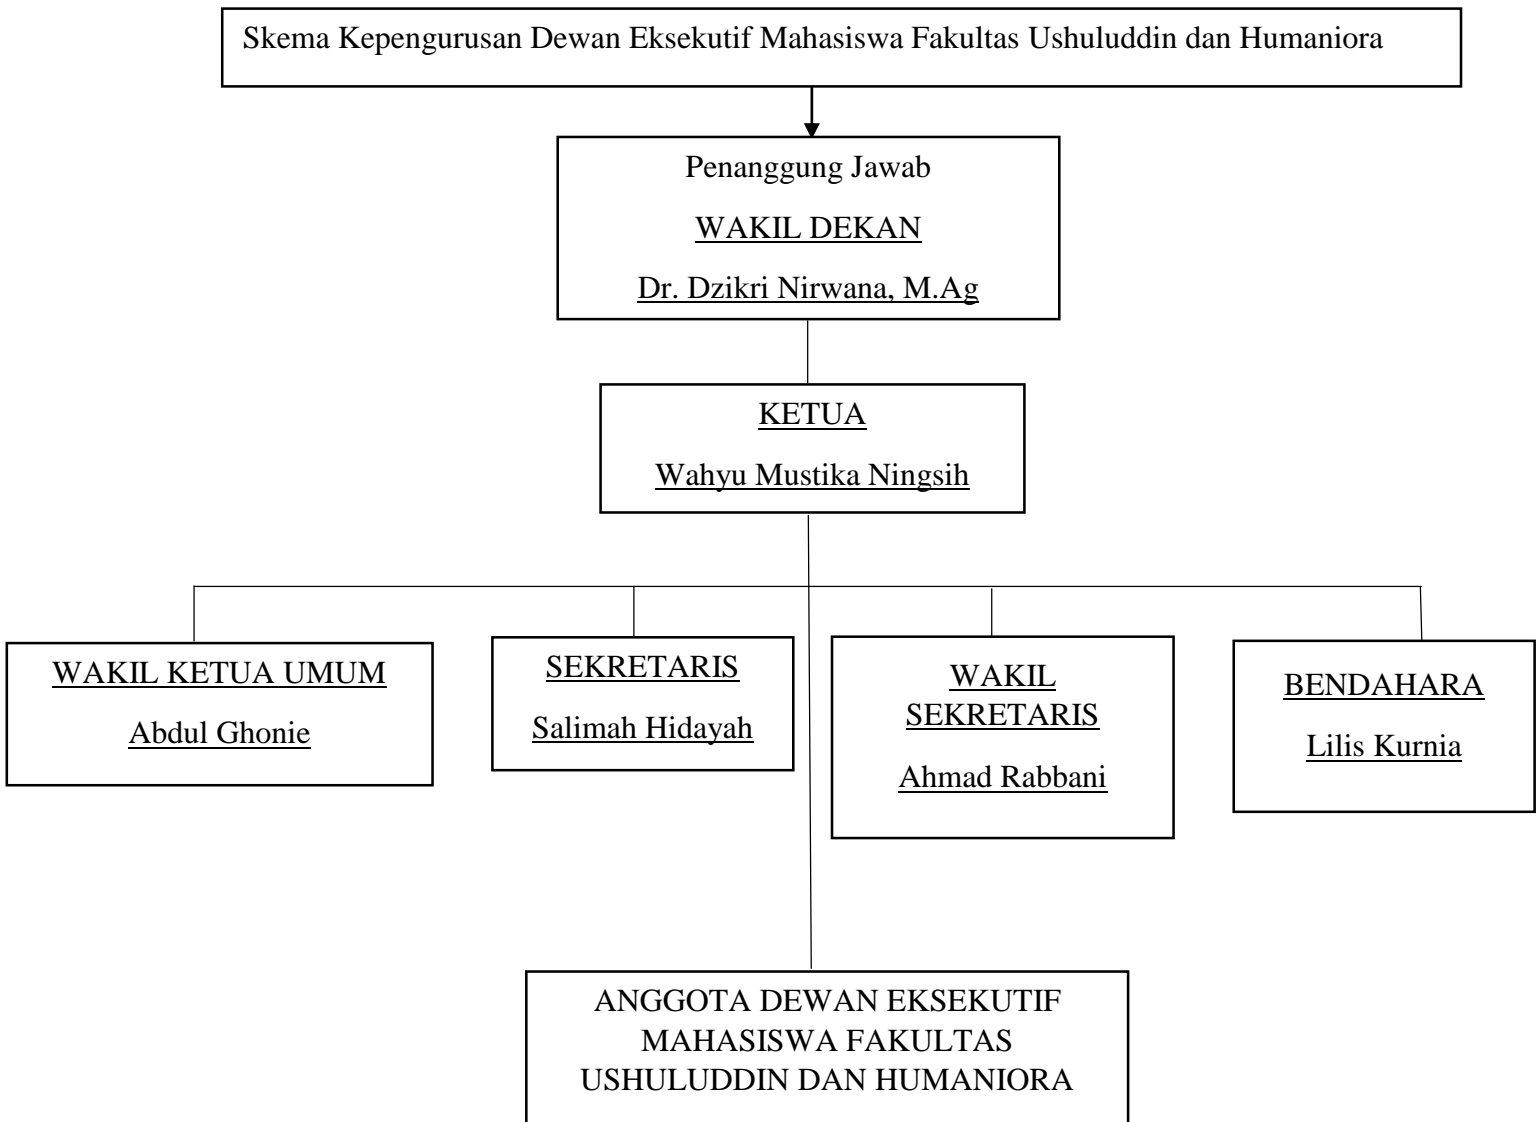 Skema Kepengurusan Dewan Eksekutif Mahasiswa Fakultas Ushuluddin dan Humaniora
Penanggung Jawab
WAKIL DEKAN
Dr. Dzikri Nirwana, M.Ag
KETUA
Wahyu Mustika Ningsih
WAKIL KETUA UMUM
Abdul Ghonie
SEKRETARIS
Salimah Hidayah
WAKIL
SEKRETARIS
Ahmad Rabbani
BENDAHARA
Lilis Kurnia
ANGGOTA DEWAN EKSEKUTIF
MAHASISWA FAKULTAS
USHULUDDIN DAN HUMANIORA